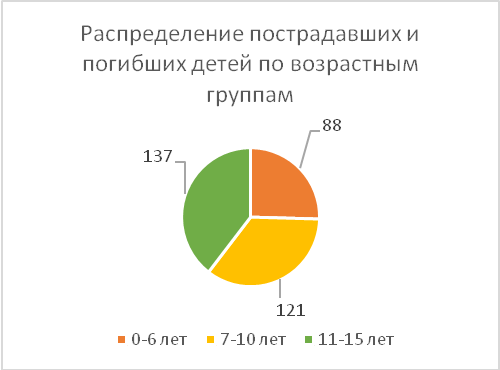 Распределение пострадавших и
погибших детей по возрастным
группам
88
137
121
0-6 лет 7-10 лет 11-15 лет